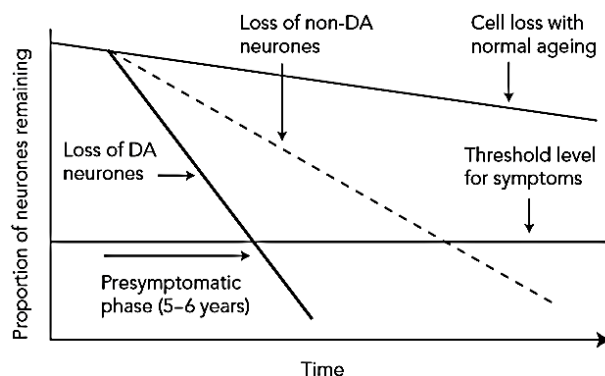 Loss of non-DA
neurones
Cell loss with
normal ageing
Loss of DA
neurones
Threshold level
for symptoms
Presymptomatic
phase (5–6 years)
Proportion of neurones remaining
Time